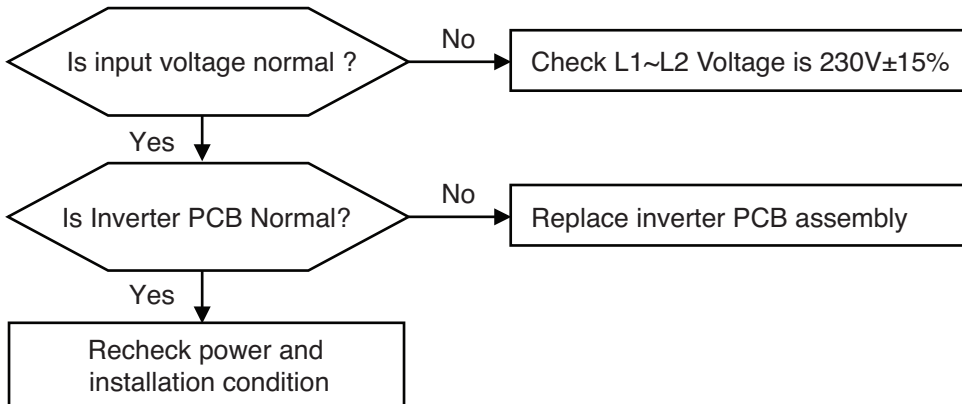 Is input voltage normal ?
No
Check L1~L2 Voltage is 230V±15%
Yes
Is Inverter PCB Normal?
No
Replace inverter PCB assembly
Yes
Recheck power and
installation condition